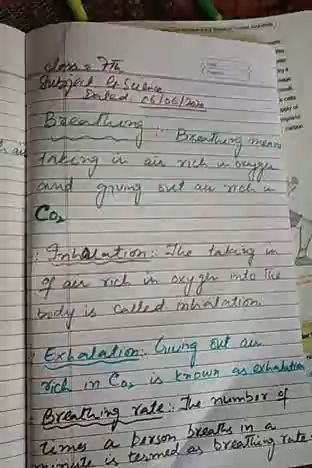 class = 7th
Subject Science
Dated 06/06/2020
Breathing : Breathing means
taking in air rich in oxygen
and giving out air rich in
CO2
Inhalation: The taking in
of air rich in oxygen into the
body is called inhalation.
Exhalation: Giving out air
rich in CO2 is known as exhalation
Breathing rate: The number of
times a person breaths in a
minute is termed as breathing rate